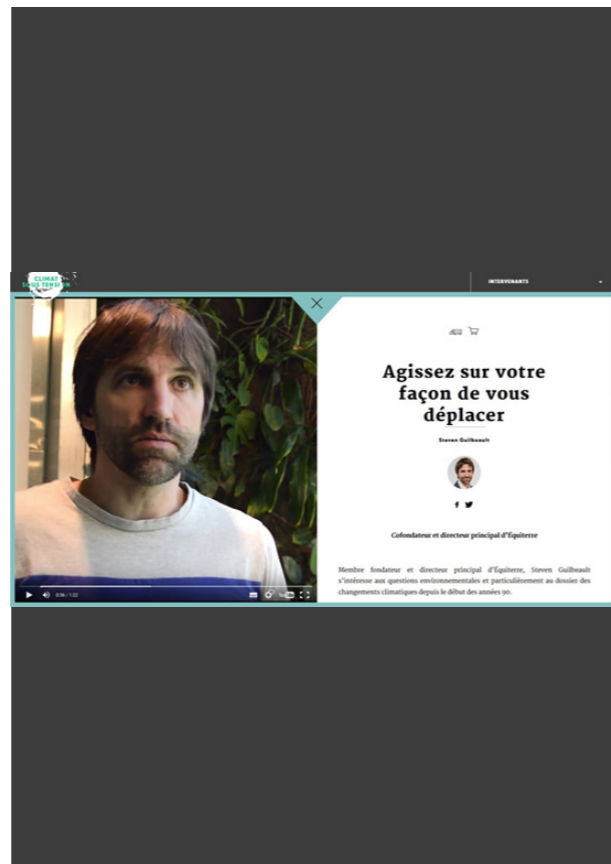 CLIMAT
SOUS TENSION
INTERVENANTS
Agissez sur votre
façon de vous
déplacer
Steven Guilbeault
Cofondateur et directeur principal d'Équiterre
Membre fondateur et directeur principal d'Équiterre, Steven Guilbeault
s'intéresse aux questions environnementales et particulièrement au dossier des
changements climatiques depuis le début des années 90.
0:36 / 1:22
YouTube